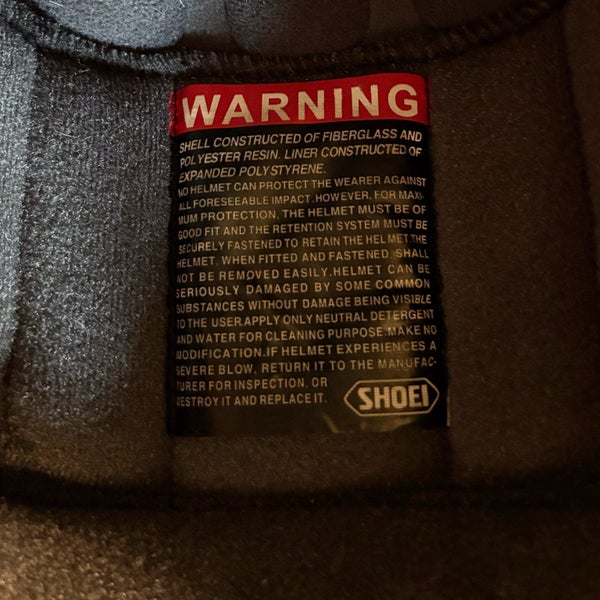 WARNING
SHELL CONSTRUCTED OF FIBERGLASS AND
POLYESTER RESIN. LINER CONSTRUCTED OF
EXPANDED POLYSTYRENE.
NO HELMET CAN PROTECT THE WEARER AGAINST
ALL FORESEEABLE IMPACT.HOWEVER, FOR MAXI-
MUM PROTECTION, THE HELMET MUST BE OF
GOOD FIT AND THE RETENTION SYSTEM MUST BE
SECURELY FASTENED TO RETAIN THE HELMET.THE
HELMET, WHEN FITTED AND FASTENED, SHALL
NOT BE REMOVED EASILY.HELMET CAN BE
SERIOUSLY DAMAGED BY SOME COMMON
SUBSTANCES WITHOUT DAMAGE BEING VISIBLE
TO THE USER.APPLY ONLY NEUTRAL DETERGENT
AND WATER FOR CLEANING PURPOSE.MAKE NO
MODIFICATION.IF HELMET EXPERIENCES A
SEVERE BLOW, RETURN IT TO THE MANUFAC-
TURER FOR INSPECTION, OR
DESTROY IT AND REPLACE IT.
SHOEI